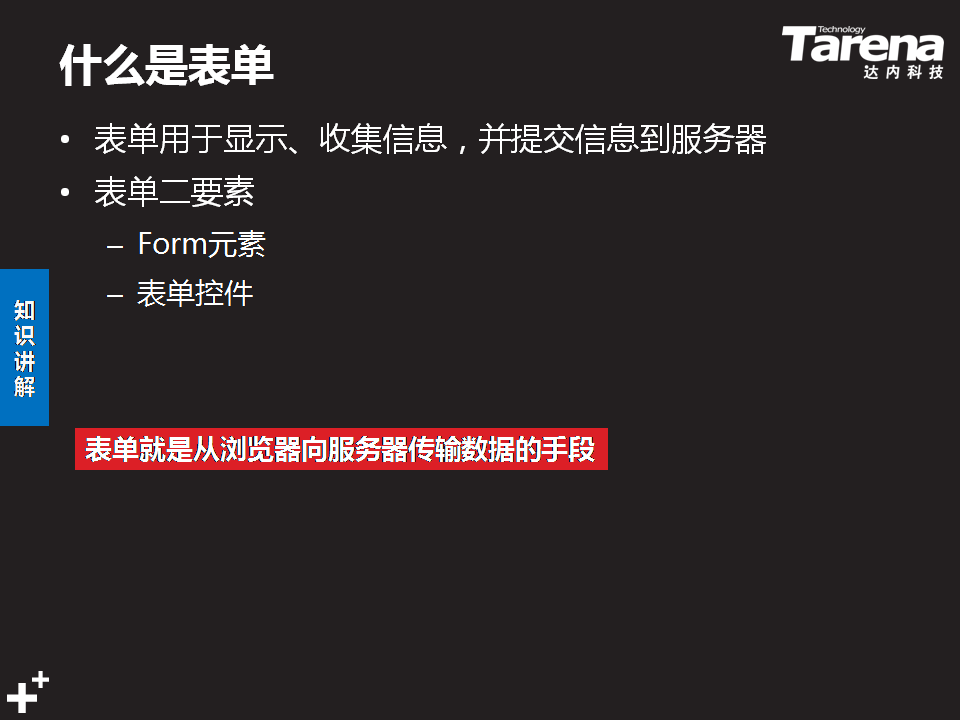 什么是表单
Technology
Tarena
达内科技
• 表单用于显示、收集信息，并提交信息到服务器
• 表单二要素
– Form元素
– 表单控件
知识讲解
表单就是从浏览器向服务器传输数据的手段